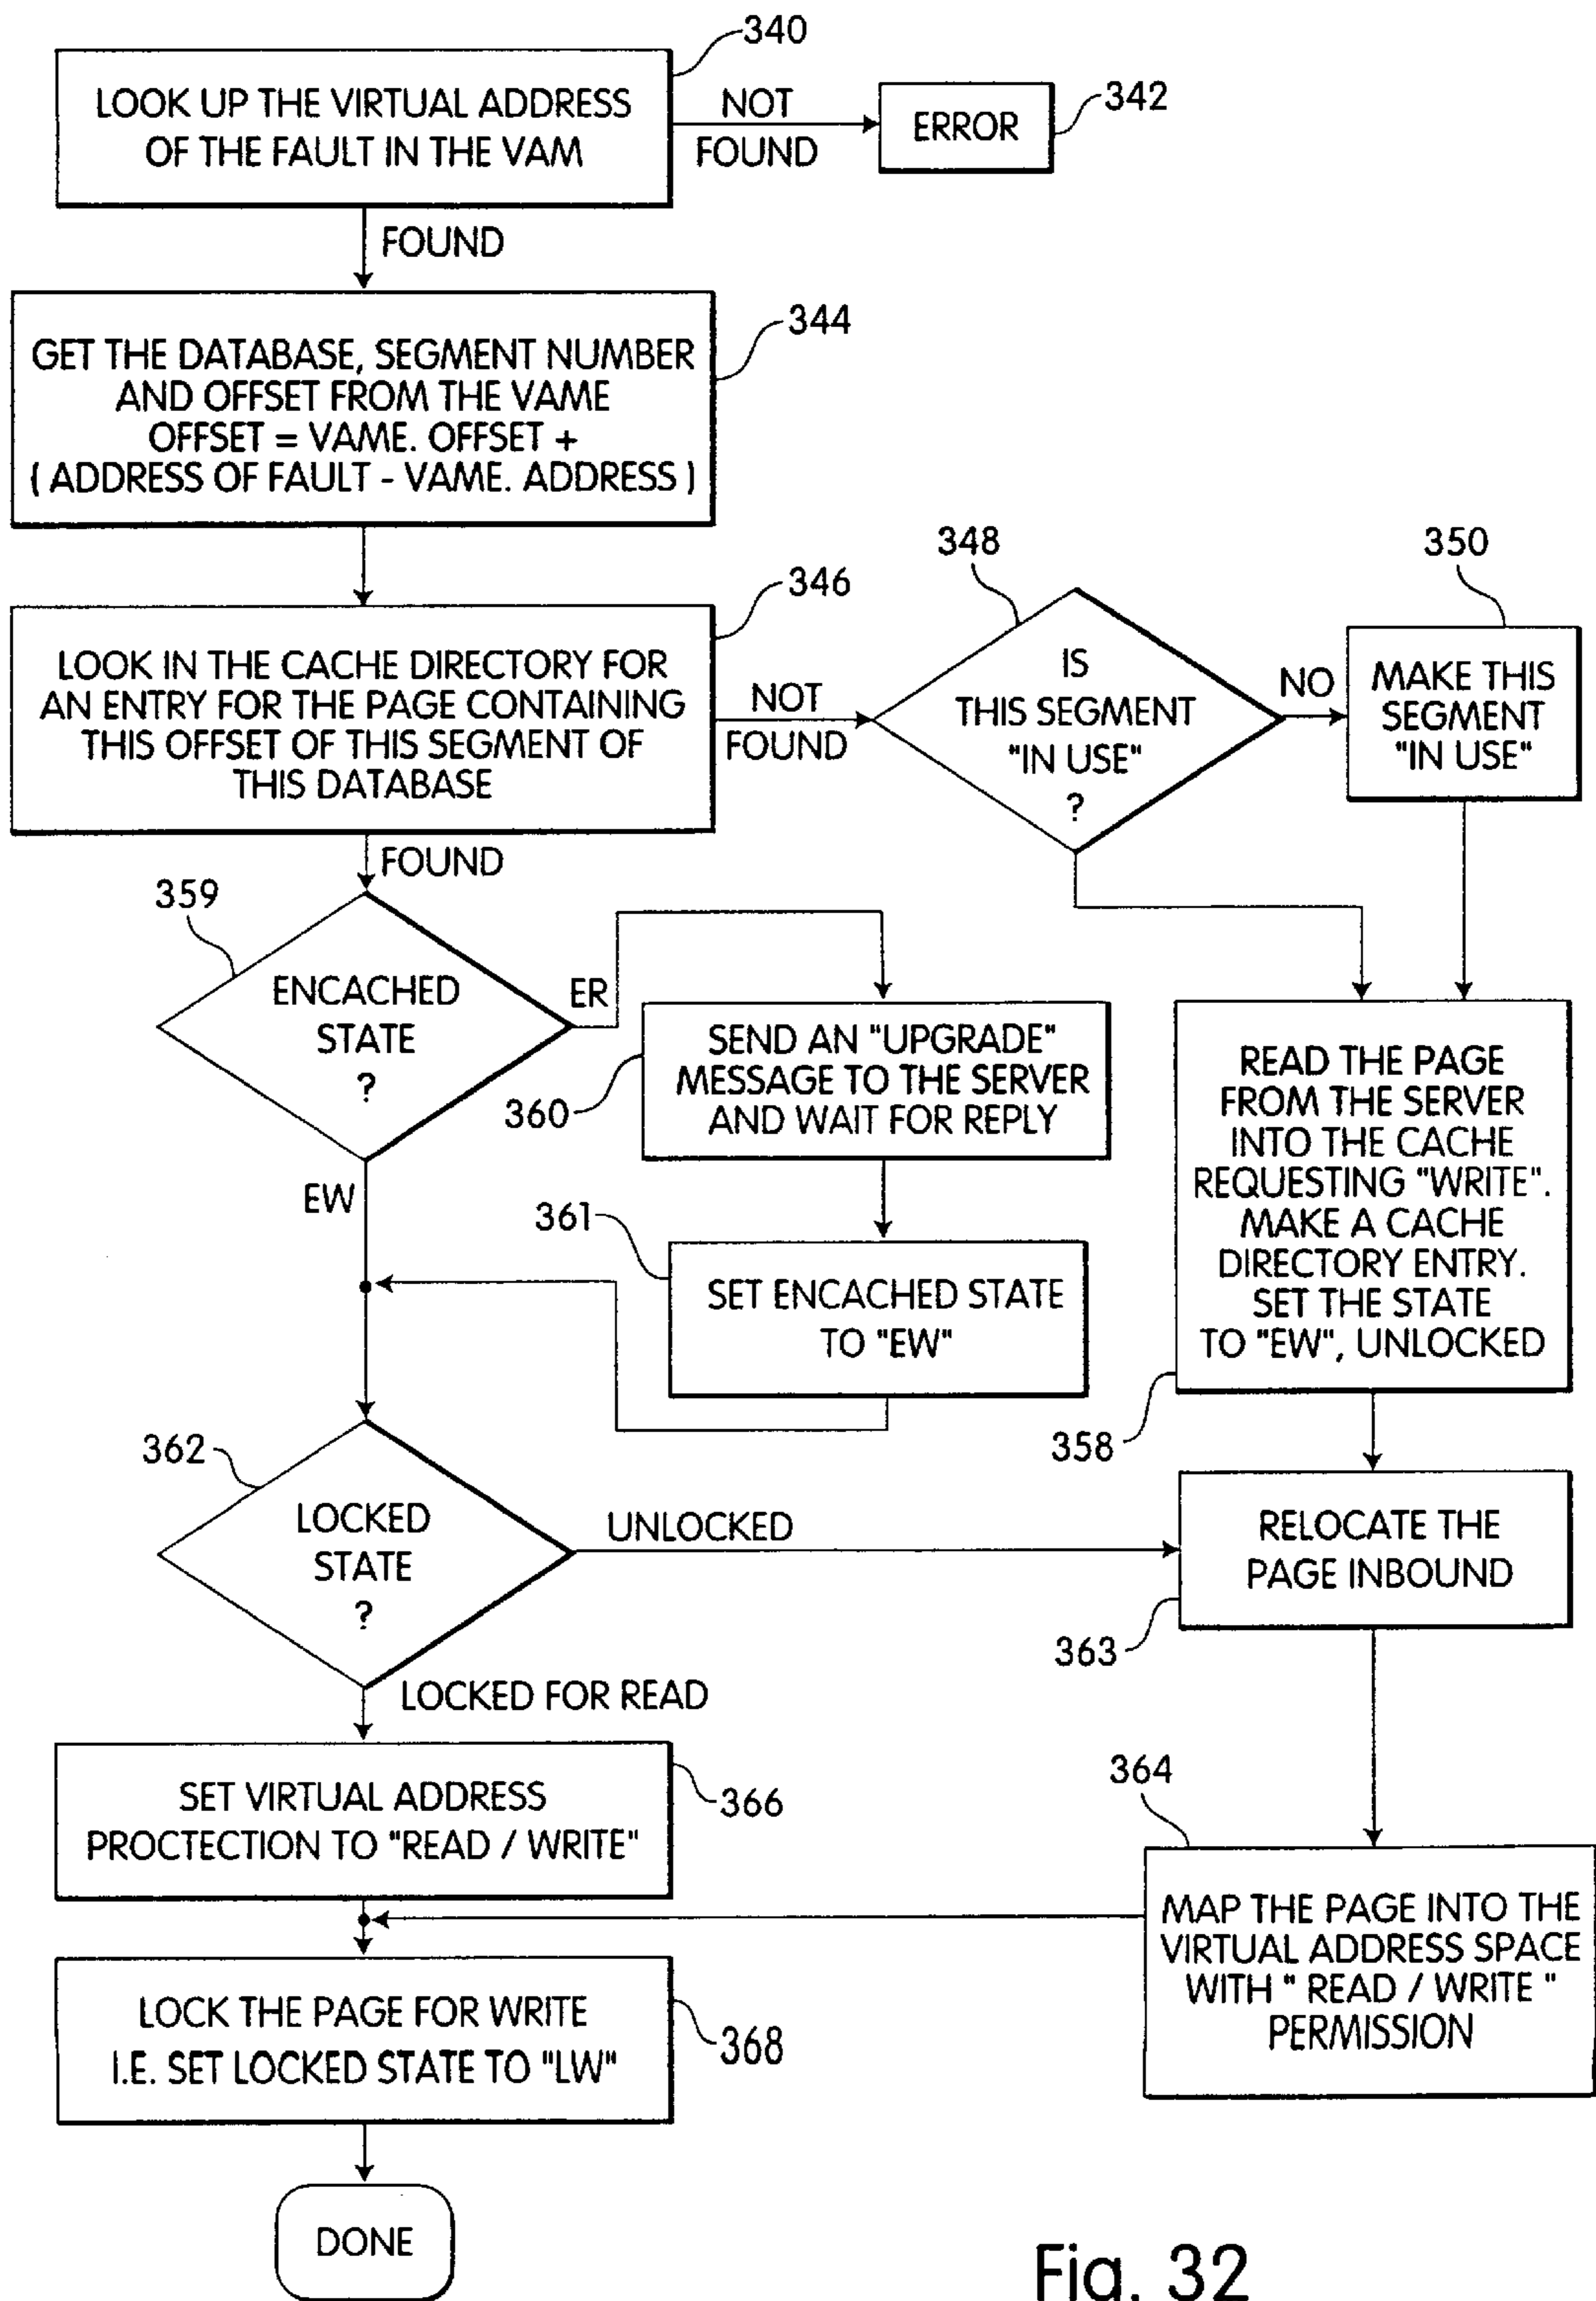 340
LOOK UP THE VIRTUAL ADDRESS
OF THE FAULT IN THE VAM
NOT
FOUND
ERROR
342
FOUND
344
GET THE DATABASE, SEGMENT NUMBER
AND OFFSET FROM THE VAME
OFFSET = VAME. OFFSET +
( ADDRESS OF FAULT - VAME. ADDRESS )
346
LOOK IN THE CACHE DIRECTORY FOR
AN ENTRY FOR THE PAGE CONTAINING
THIS OFFSET OF THIS SEGMENT OF
THIS DATABASE
NOT
FOUND
348
IS
THIS SEGMENT
"IN USE"
?
NO
350
MAKE THIS
SEGMENT
"IN USE"
FOUND
359
ENCACHED
STATE
?
ER
EW
SEND AN "UPGRADE"
MESSAGE TO THE SERVER
AND WAIT FOR REPLY
360
361
SET ENCACHED STATE
TO "EW"
READ THE PAGE
FROM THE SERVER
INTO THE CACHE
REQUESTING "WRITE".
MAKE A CACHE
DIRECTORY ENTRY.
SET THE STATE
TO "EW", UNLOCKED
358
362
LOCKED
STATE
?
UNLOCKED
RELOCATE THE
PAGE INBOUND
363
LOCKED FOR READ
SET VIRTUAL ADDRESS
PROCTECTION TO "READ / WRITE"
366
364
MAP THE PAGE INTO THE
VIRTUAL ADDRESS SPACE
WITH " READ / WRITE "
PERMISSION
LOCK THE PAGE FOR WRITE
I.E. SET LOCKED STATE TO "LW"
368
DONE
Fig. 32